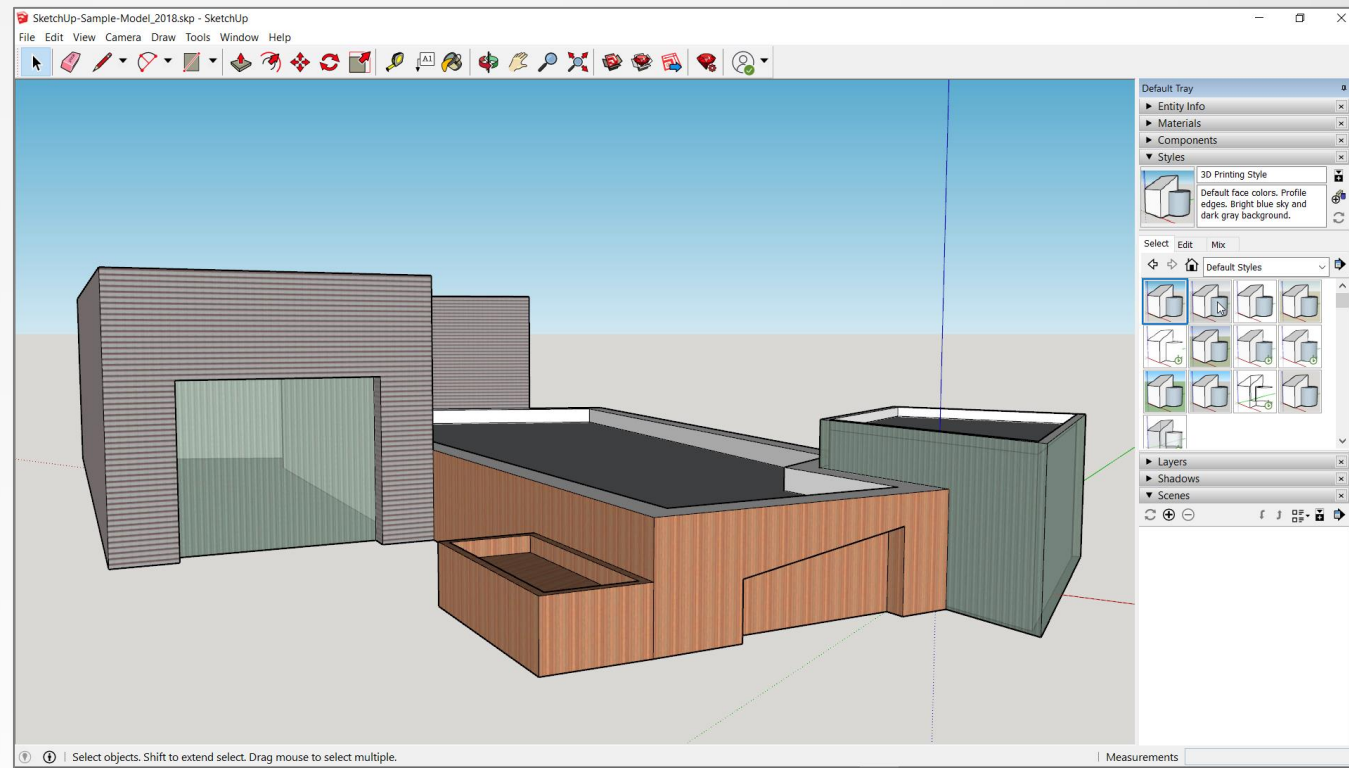 SketchUp-Sample-Model_2018.skp - SketchUp
File Edit View Camera Draw Tools Window Help
A1
Default Tray
Entity Info
Materials
Components
Styles
3D Printing Style
Default face colors. Profile
edges. Bright blue sky and
dark gray background.
Select Edit Mix
Default Styles
Layers
Shadows
Scenes
Select objects. Shift to extend select. Drag mouse to select multiple.
Measurements